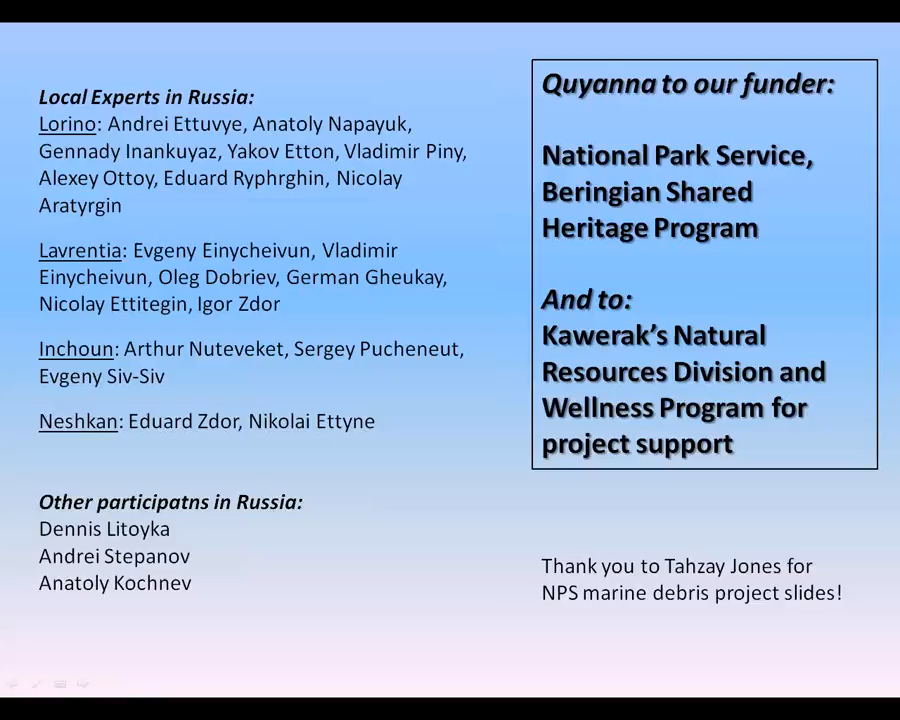 Local Experts in Russia:
Lorino: Andrei Ettuvye, Anatoly Napayuk,
Gennady Inankuyaz, Yakov Etton, Vladimir Piny,
Alexey Ottoy, Eduard Ryphrghin, Nicolay
Aratyrgin
Lavrentia: Evgeny Einycheivun, Vladimir
Einycheivun, Oleg Dobriev, German Gheukay,
Nicolay Ettitegin, Igor Zdor
Inchoun: Arthur Nuteveket, Sergey Pucheneut,
Evgeny Siv-Siv
Neshkan: Eduard Zdor, Nikolai Ettyne
Other participatns in Russia:
Dennis Litoyka
Andrei Stepanov
Anatoly Kochnev
Quyanna to our funder:
National Park Service,
Beringian Shared
Heritage Program
And to:
Kawerak’s Natural
Resources Division and
Wellness Program for
project support
Thank you to Tahzay Jones for
NPS marine debris project slides!